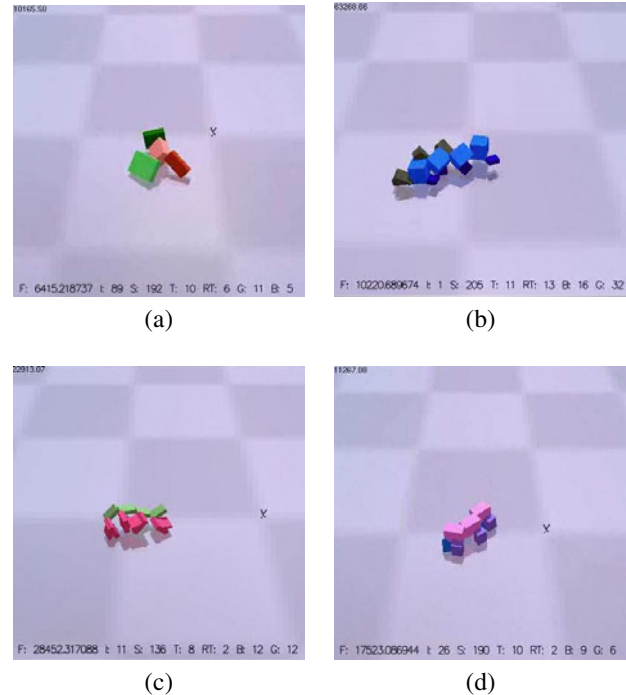 10165.58
63268.66
F: 6415.218737 I: 89 S: 192 T: 10 RT: 6 G: 11 B: 5
F: 10220.689674 I: 1 S: 205 T: 11 RT: 13 B: 16 G: 32
(a)
(b)
22913.07
11267.88
F: 28452.317088 I: 11 S: 136 T: 8 RT: 2 B: 12 G: 12
F: 17523.086944 I: 26 S: 190 T: 10 RT: 2 B: 9 G: 6
(c)
(d)